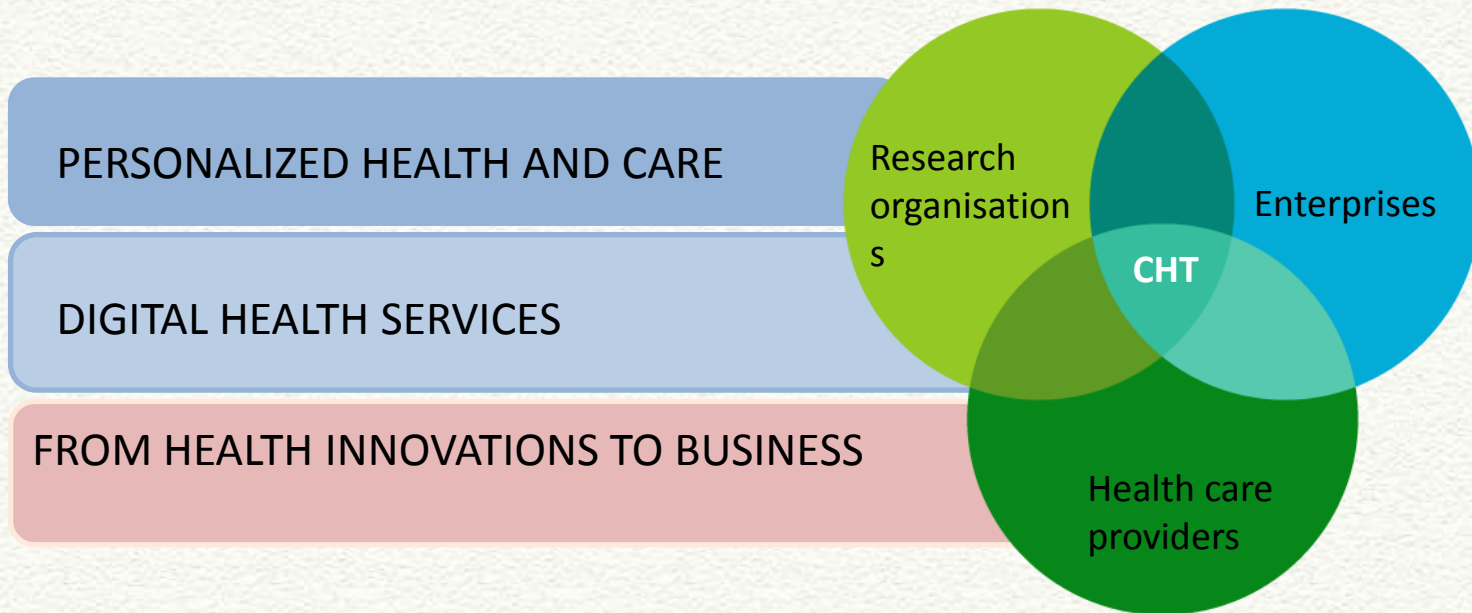 PERSONALIZED HEALTH AND CARE
DIGITAL HEALTH SERVICES
FROM HEALTH INNOVATIONS TO BUSINESS
Research
organisation
s
Enterprises
CHT
Health care
providers